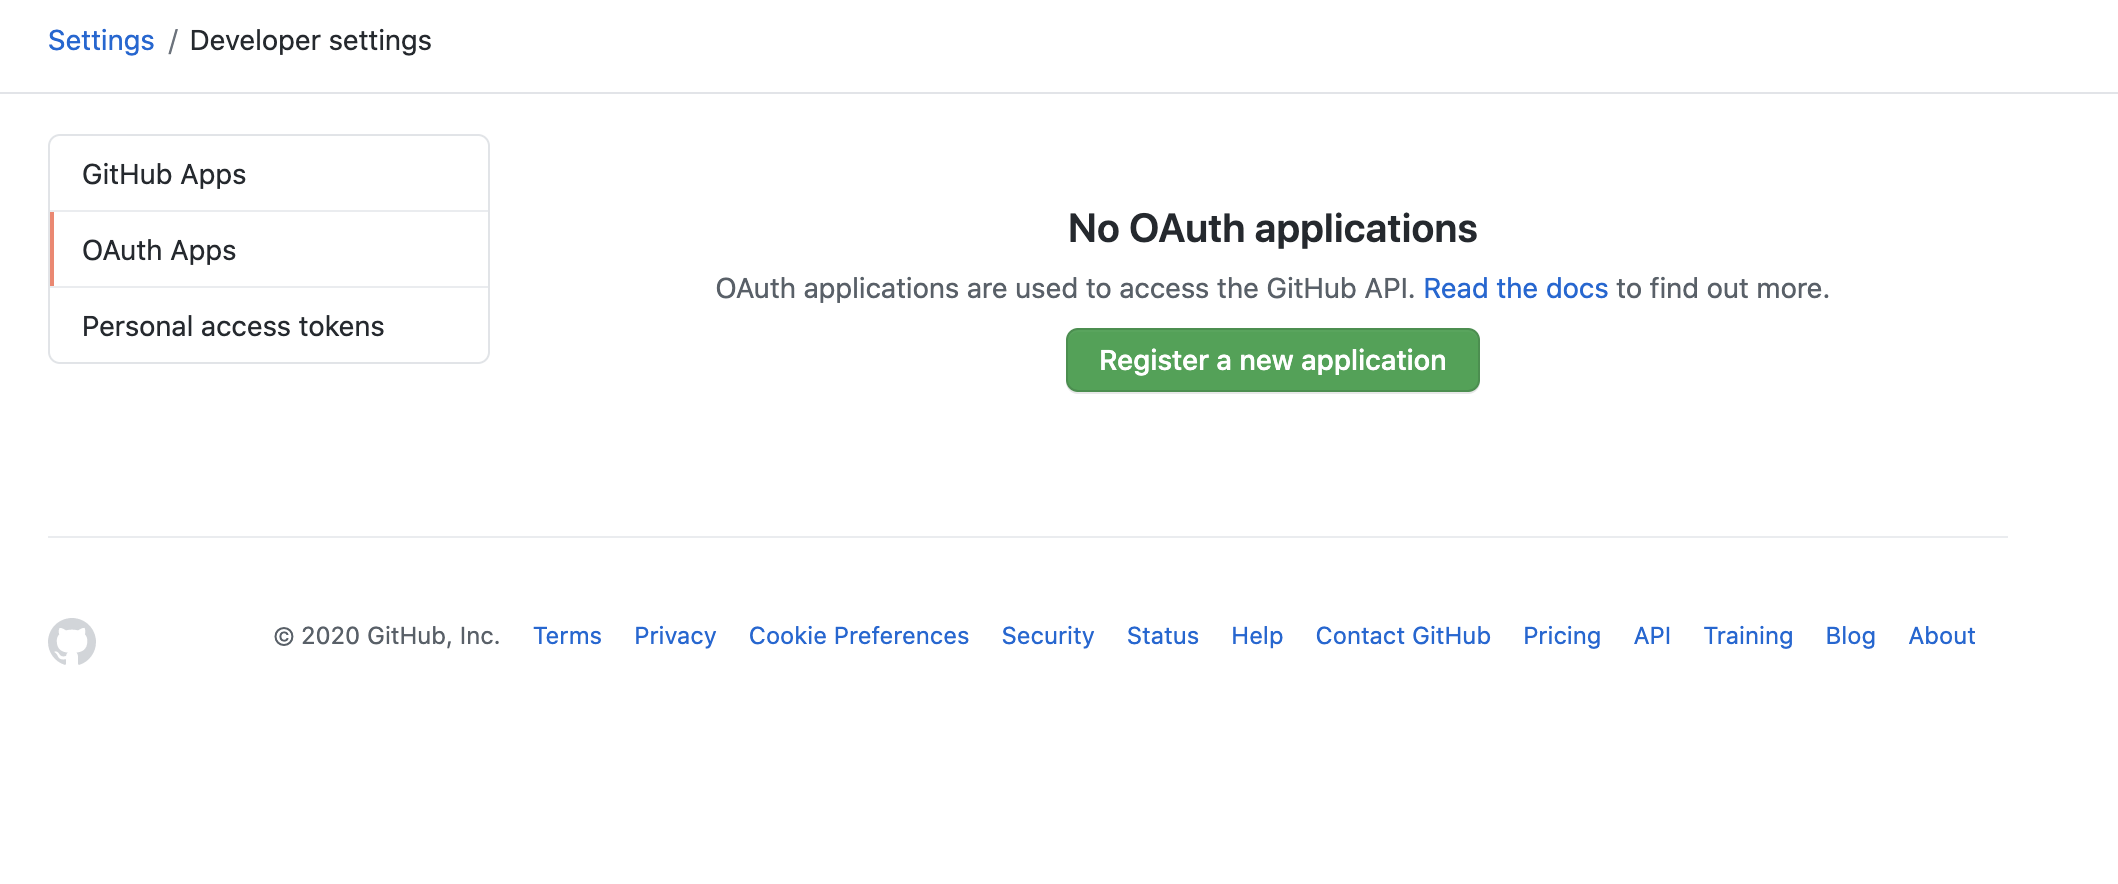 Settings / Developer settings
GitHub Apps
OAuth Apps
Personal access tokens
No OAuth applications
OAuth applications are used to access the GitHub API. Read the docs to find out more.
Register a new application
© 2020 GitHub, Inc. Terms Privacy Cookie Preferences Security Status Help Contact GitHub Pricing API Training Blog About